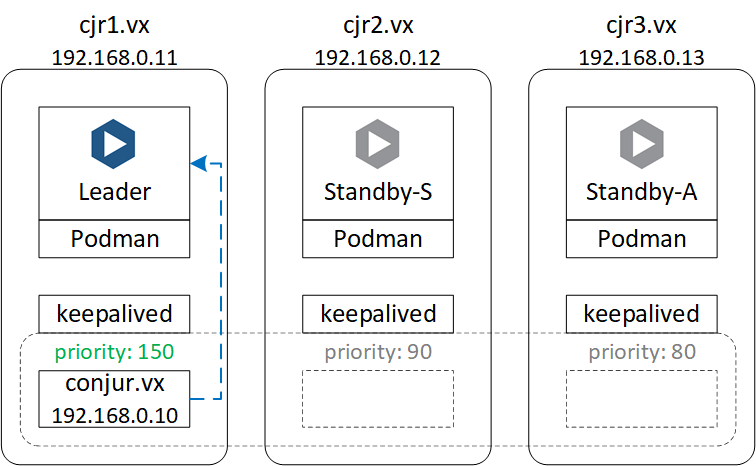 cjr1.vx
192.168.0.11
cjr2.vx
192.168.0.12
cjr3.vx
192.168.0.13
Leader
Podman
Standby-S
Podman
Standby-A
Podman
keepalived
keepalived
keepalived
priority: 150
priority: 90
priority: 80
conjur.vx
192.168.0.10